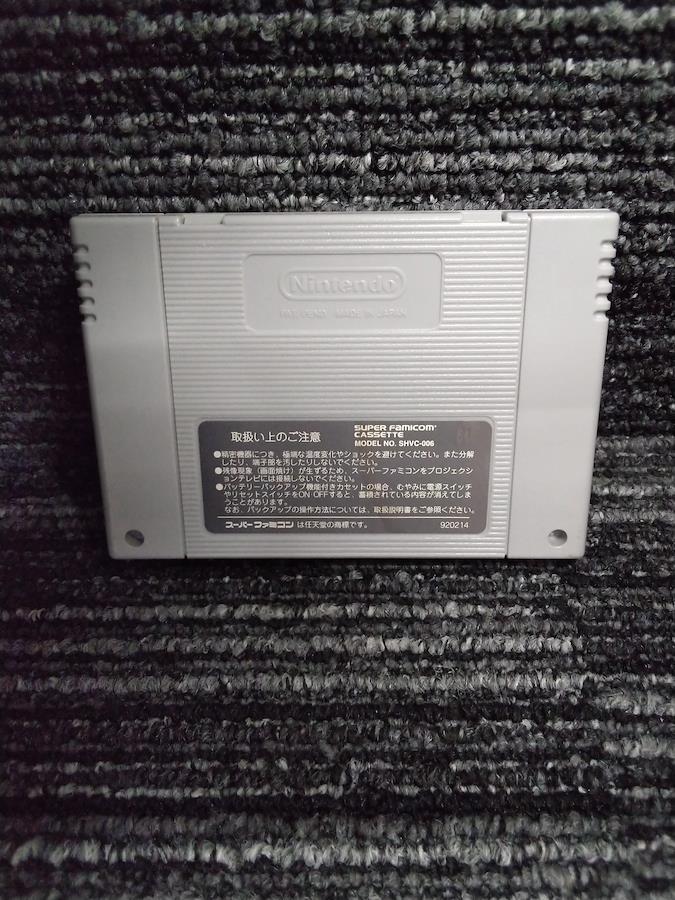 Nintendo
PAT. PEND. MADE IN JAPAN
取扱い上のご注意
SUPER FAMICOM
CASSETTE
MODEL NO. SHVC-006
●精密機器につき、極端な温度変化やショックを避けてください。また分解
したり、端子部を汚したりしないでください。
●残像現象（画面焼け）が生ずるため、スーパーファミコンをプロジェクシ
ョンテレビには接続しないでください。
●バッテリーバックアップ機能付きカセットの場合、むやみに電源スイッチ
やリセットスイッチをON・OFFすると、蓄積されている内容が消えてしま
うことがあります。
なお、バックアップの操作方法については、取扱説明書をご参照ください。
スーパーファミコンは任天堂の商標です。
920214